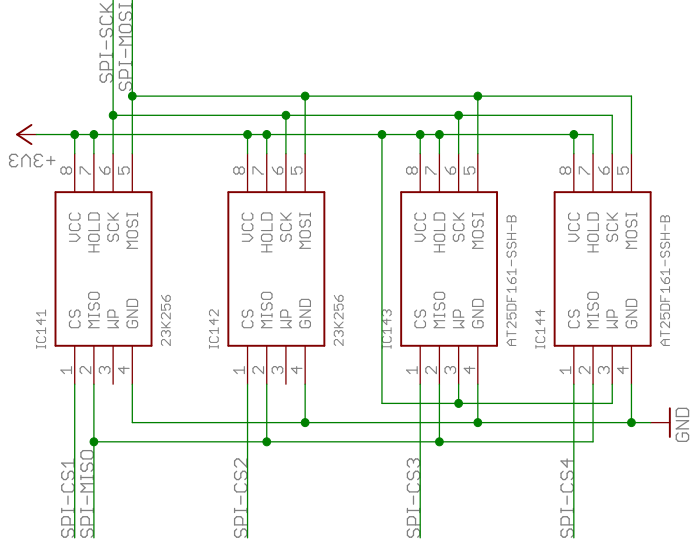 SPI-SCK
SPI-MOSI
+3V3
8
7
6
5
VCC
HOLD
SCK
MOSI
CS
MISO
WP
GND
IC141
23K256
1
2
3
4
8
7
6
5
VCC
HOLD
SCK
MOSI
CS
MISO
WP
GND
IC142
23K256
1
2
3
4
8
7
6
5
VCC
HOLD
SCK
MOSI
CS
MISO
WP
GND
IC143
AT25DF161-SSH-B
1
2
3
4
8
7
6
5
VCC
HOLD
SCK
MOSI
CS
MISO
WP
GND
IC144
AT25DF161-SSH-B
1
2
3
4
GND
SPI-CS1
SPI-MISO
SPI-CS2
SPI-CS3
SPI-CS4